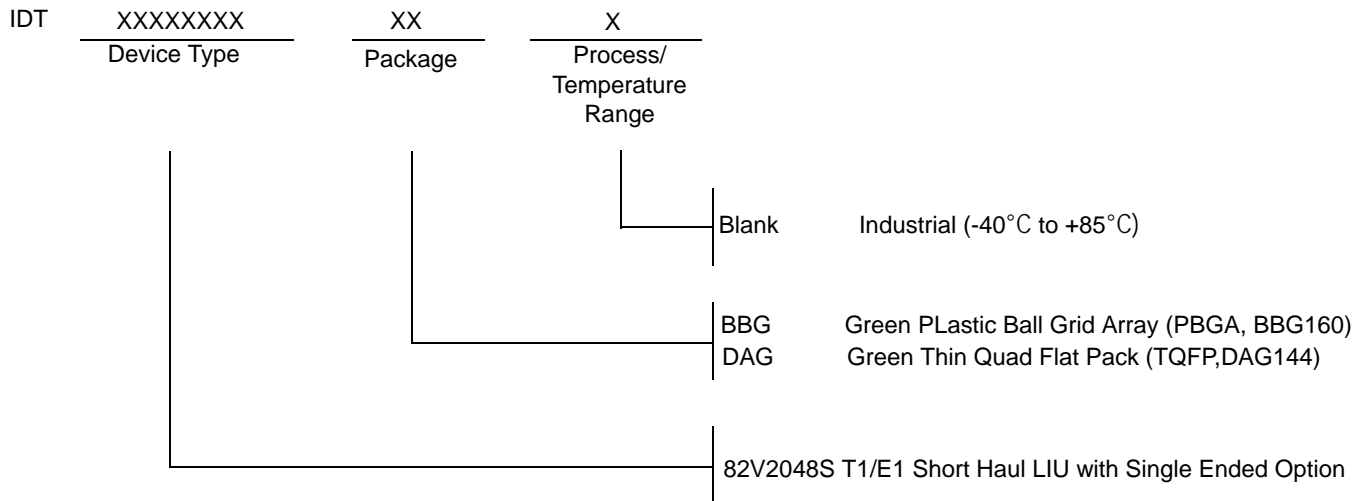 IDT XXXXXXXX XX X
Device Type Package Process/
Temperature
Range
Blank Industrial (-40°C to +85°C)
BBG Green PLastic Ball Grid Array (PBGA, BBG160)
DAG Green Thin Quad Flat Pack (TQFP,DAG144)
82V2048S T1/E1 Short Haul LIU with Single Ended Option